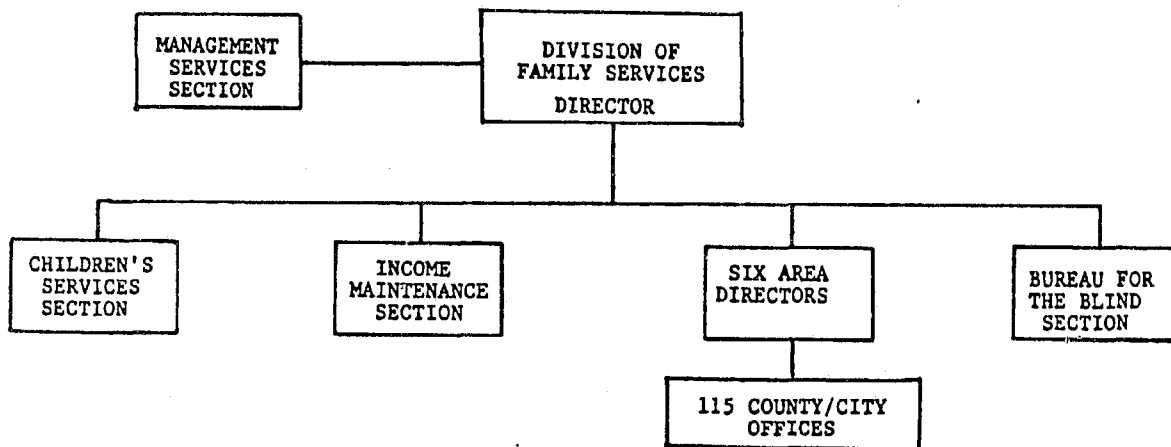 MANAGEMENT
SERVICES
SECTION
DIVISION OF
FAMILY SERVICES
DIRECTOR
CHILDREN'S
SERVICES
SECTION
INCOME
MAINTENANCE
SECTION
SIX AREA
DIRECTORS
BUREAU FOR
THE BLIND
SECTION
115 COUNTY/CITY
OFFICES